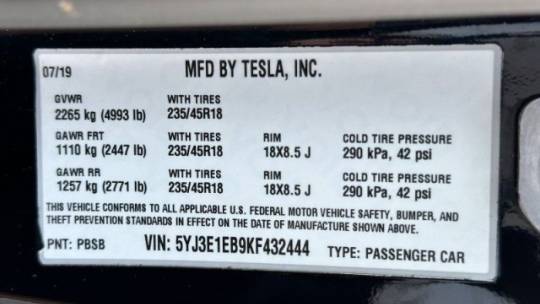 07/19 MFD BY TESLA, INC.
GVWR WITH TIRES
2265 kg (4993 lb) 235/45R18
GAWR FRT WITH TIRES RIM COLD TIRE PRESSURE
1110 kg (2447 lb) 235/45R18 18X8.5 J 290 kPa, 42 psi
GAWR RR WITH TIRES RIM COLD TIRE PRESSURE
1257 kg (2771 lb) 235/45R18 18X8.5 J 290 kPa, 42 psi
THIS VEHICLE CONFORMS TO ALL APPLICABLE U.S. FEDERAL MOTOR VEHICLE SAFETY, BUMPER, AND
THEFT PREVENTION STANDARDS IN EFFECT ON THE DATE OF MANUFACTURE SHOWN ABOVE.
PNT: PBSB VIN: 5YJ3E1EB9KF432444 TYPE: PASSENGER CAR